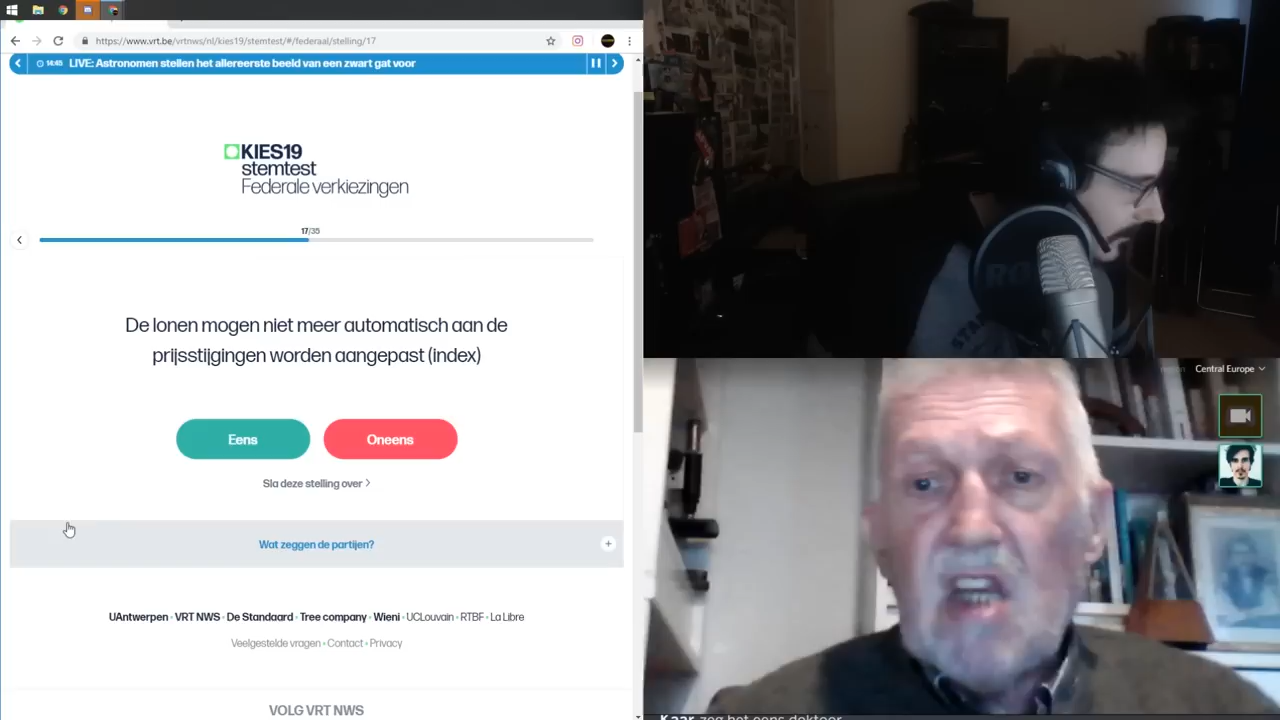 https://www.vrt.be/vrtnws/nl/kies19/stemtest/#/federaal/stelling/17
14:45 LIVE: Astronomen stellen het allereerste beeld van een zwart gat voor
KIES19
stemtest
Federale verkiezingen
17/35
De lonen mogen niet meer automatisch aan de
prijsstijgingen worden aangepast (index)
Eens
Oneens
Sla deze stelling over >
Wat zeggen de partijen?
+
UAntwerpen • VRT NWS • De Standaard • Tree company • Wieni • UCLouvain • RTBF • La Libre
Veelgestelde vragen • Contact • Privacy
VOLG VRT NWS
Central Europe